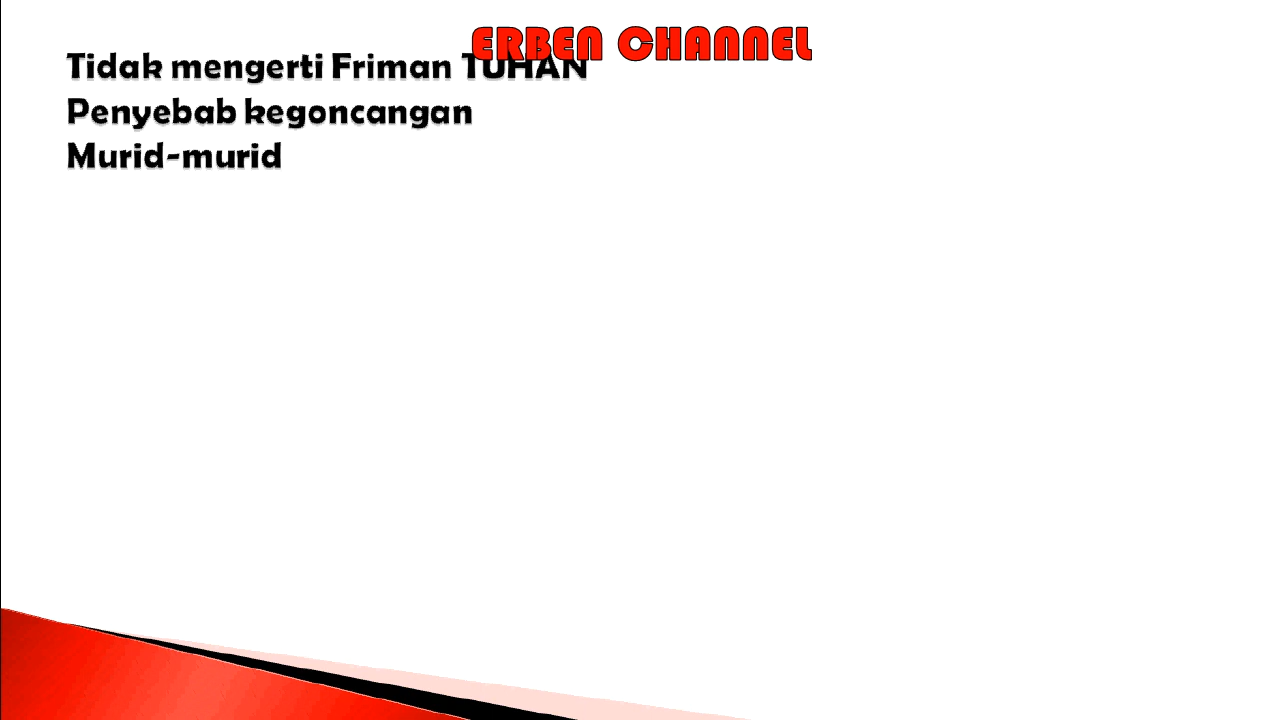 ERBEN CHANNEL
Tidak mengerti Friman TUHAN
Penyebab kegoncangan
Murid-murid